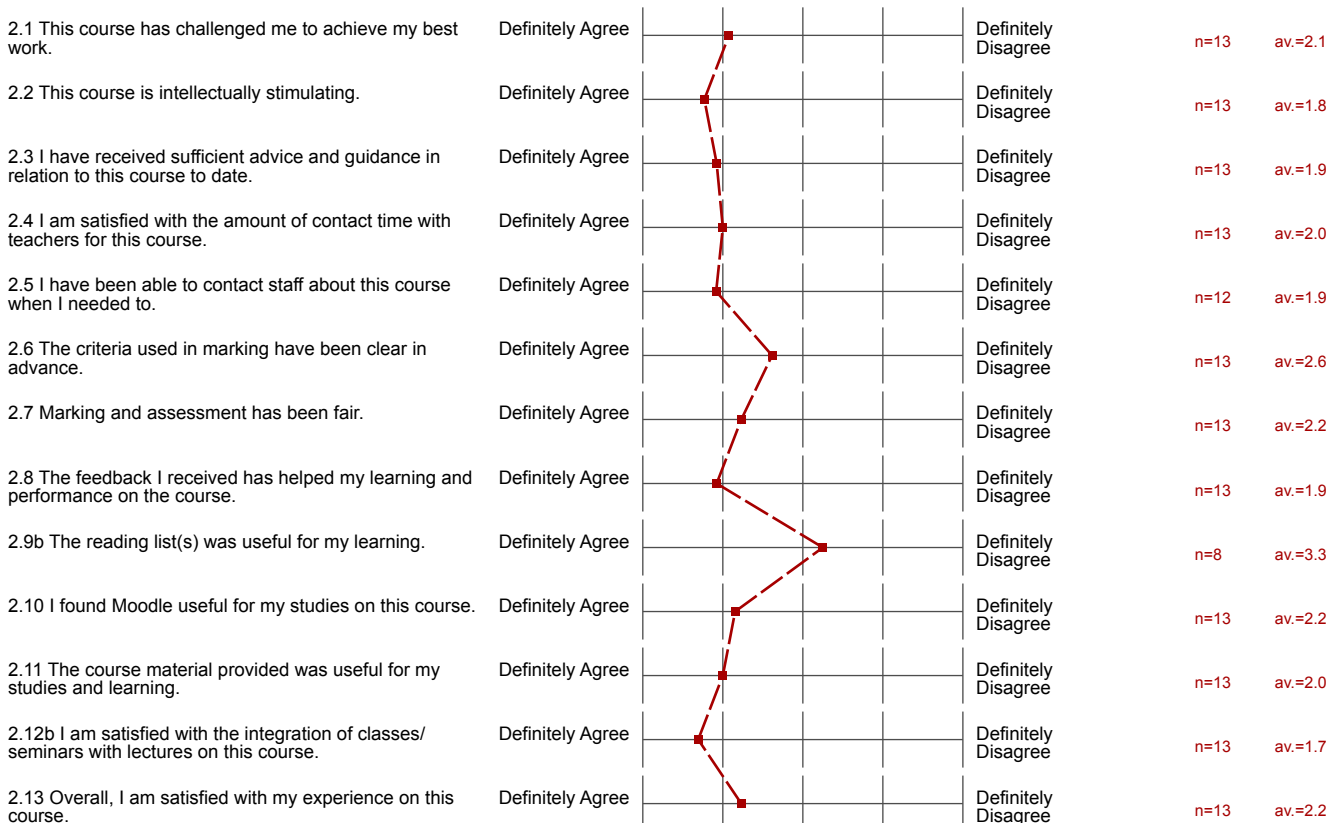 2.1 This course has challenged me to achieve my best
work.
Definitely Agree
Definitely
Disagree
n=13
av.=2.1
2.2 This course is intellectually stimulating.
Definitely Agree
Definitely
Disagree
n=13
av.=1.8
2.3 I have received sufficient advice and guidance in
relation to this course to date.
Definitely Agree
Definitely
Disagree
n=13
av.=1.9
2.4 I am satisfied with the amount of contact time with
teachers for this course.
Definitely Agree
Definitely
Disagree
n=13
av.=2.0
2.5 I have been able to contact staff about this course
when I needed to.
Definitely Agree
Definitely
Disagree
n=12
av.=1.9
2.6 The criteria used in marking have been clear in
advance.
Definitely Agree
Definitely
Disagree
n=13
av.=2.6
2.7 Marking and assessment has been fair.
Definitely Agree
Definitely
Disagree
n=13
av.=2.2
2.8 The feedback I received has helped my learning and
performance on the course.
Definitely Agree
Definitely
Disagree
n=13
av.=1.9
2.9b The reading list(s) was useful for my learning.
Definitely Agree
Definitely
Disagree
n=8
av.=3.3
2.10 I found Moodle useful for my studies on this course.
Definitely Agree
Definitely
Disagree
n=13
av.=2.2
2.11 The course material provided was useful for my
studies and learning.
Definitely Agree
Definitely
Disagree
n=13
av.=2.0
2.12b I am satisfied with the integration of classes/
seminars with lectures on this course.
Definitely Agree
Definitely
Disagree
n=13
av.=1.7
2.13 Overall, I am satisfied with my experience on this
course.
Definitely Agree
Definitely
Disagree
n=13
av.=2.2